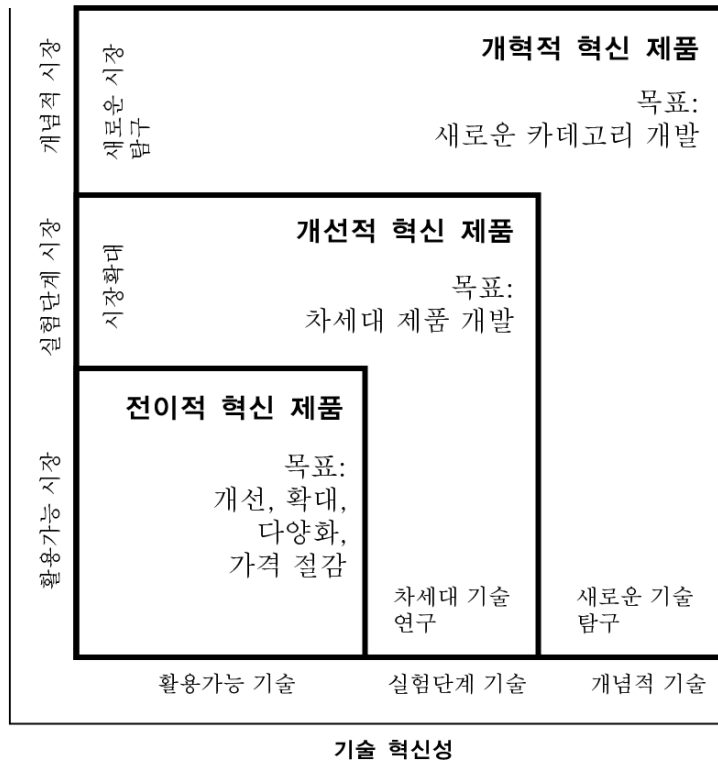 개념적 시장
새로운 시장
탐구
개혁적 혁신 제품
목표:
새로운 카데고리 개발
실험단계 시장
시장확대
개선적 혁신 제품
목표:
차세대 제품 개발
활용가능 시장
전이적 혁신 제품
목표:
개선, 확대,
다양화,
가격 절감
차세대 기술
연구
새로운 기술
탐구
활용가능 기술
실험단계 기술
개념적 기술
기술 혁신성